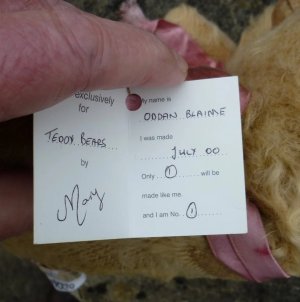 exclusively
for
TEDDY BEARS
by
Mary
My name is
ODDAN BLAIME
I was made
JULY 00
Only 1 will be
made like me
and I am No. 1